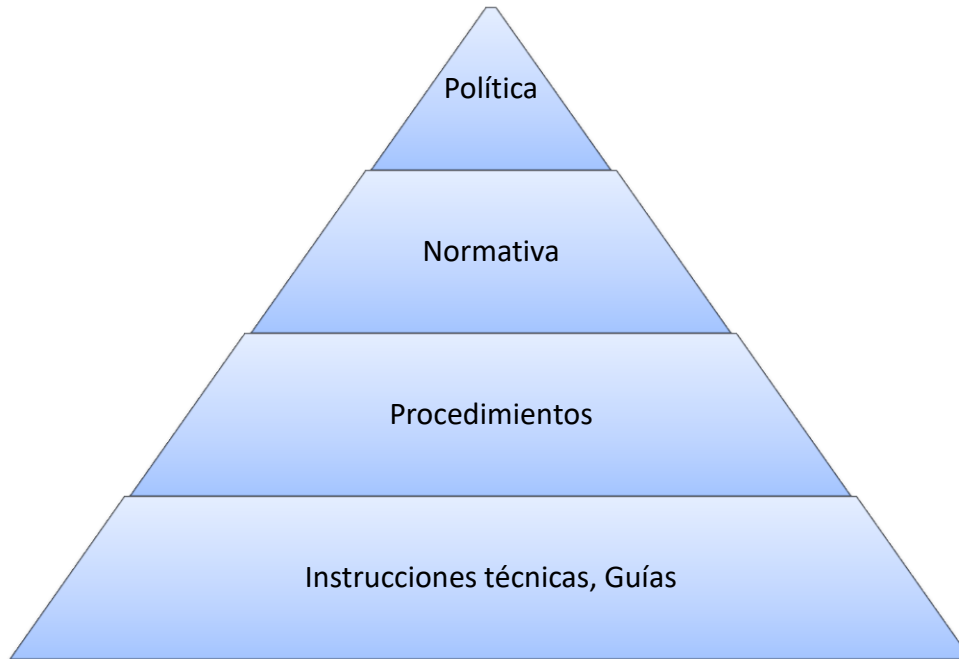 Política
Normativa
Procedimientos
Instrucciones técnicas, Guías